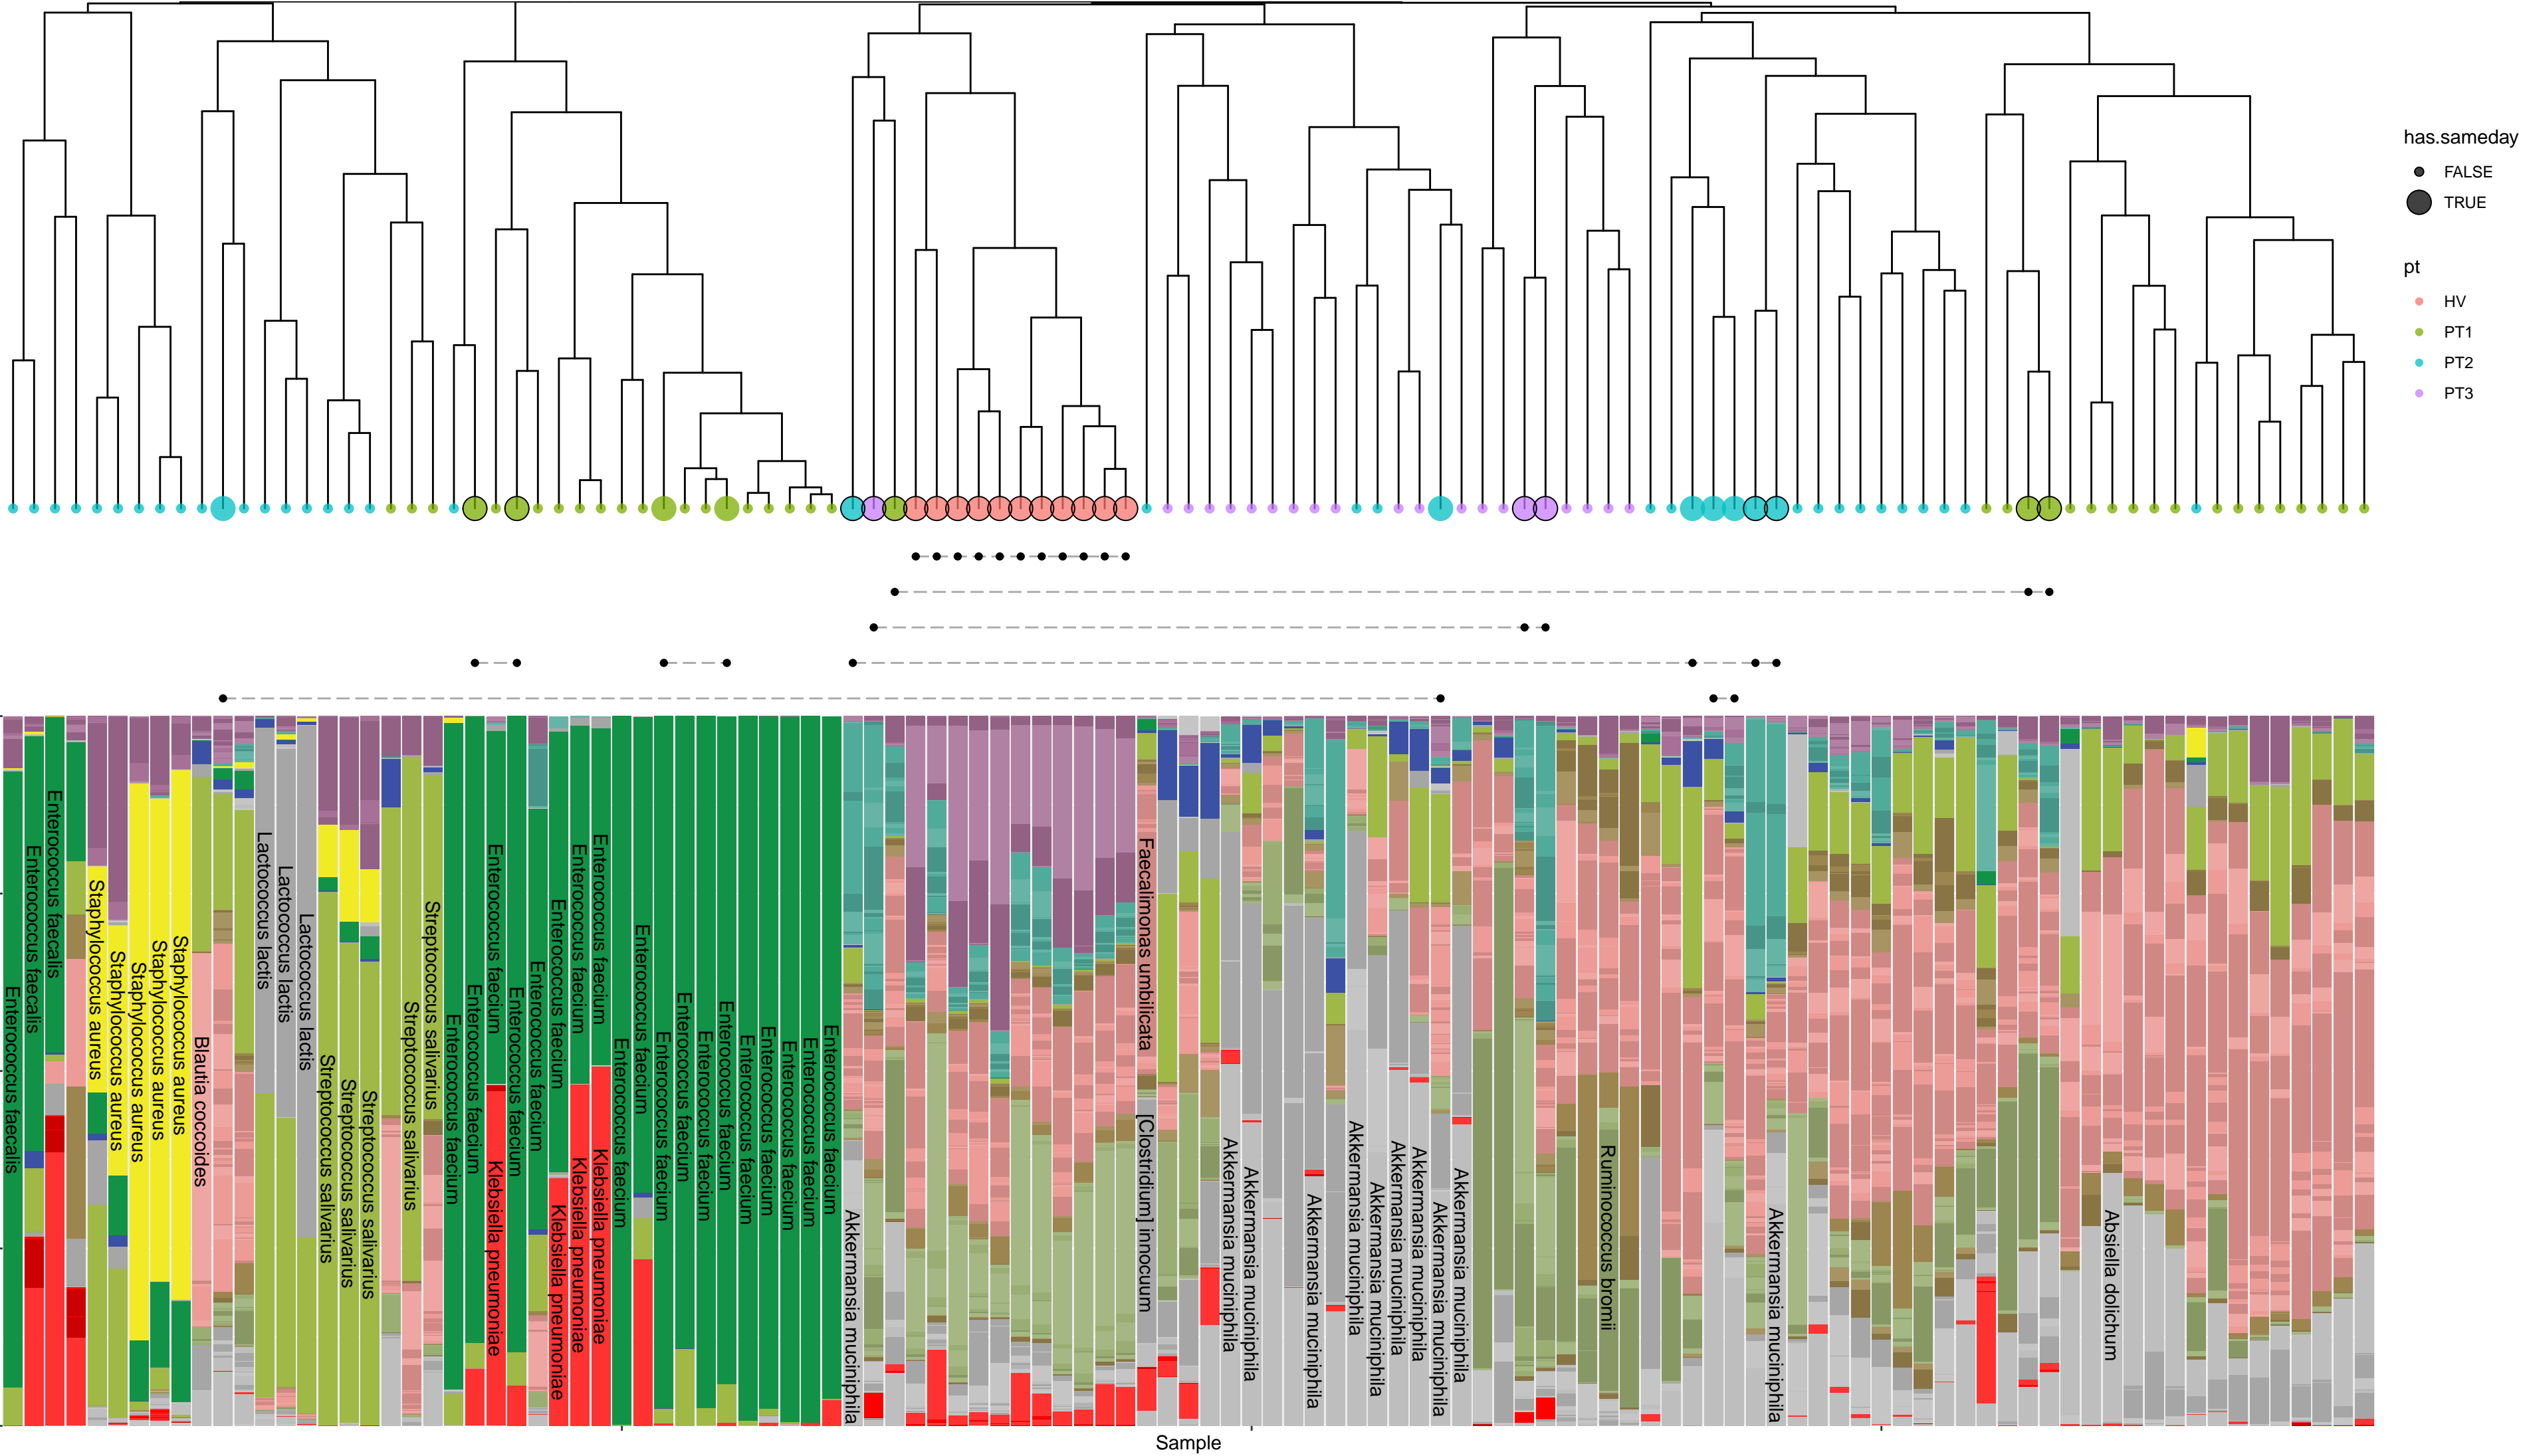 has.sameday
FALSE
TRUE
pt
HV
PT1
PT2
PT3
Enterococcus faecalis
Enterococcus faecalis
Enterococcus faecalis
Staphylococcus aureus
Staphylococcus aureus
Staphylococcus aureus
Staphylococcus aureus
Staphylococcus aureus
Blautia coccoides
Lactococcus lactis
Lactococcus lactis
Lactococcus lactis
Streptococcus salivarius
Streptococcus salivarius
Streptococcus salivarius
Streptococcus salivarius
Streptococcus salivarius
Enterococcus faecium
Enterococcus faecium
Enterococcus faecium
Klebsiella pneumoniae
Enterococcus faecium
Enterococcus faecium
Enterococcus faecium
Klebsiella pneumoniae
Enterococcus faecium
Klebsiella pneumoniae
Enterococcus faecium
Klebsiella pneumoniae
Enterococcus faecium
Enterococcus faecium
Enterococcus faecium
Enterococcus faecium
Enterococcus faecium
Enterococcus faecium
Enterococcus faecium
Enterococcus faecium
Enterococcus faecium
Enterococcus faecium
Enterococcus faecium
Akkermansia muciniphila
Faecalimonas umbilicata
[Clostridium] innocuum
Akkermansia muciniphila
Akkermansia muciniphila
Akkermansia muciniphila
Akkermansia muciniphila
Akkermansia muciniphila
Akkermansia muciniphila
Akkermansia muciniphila
Akkermansia muciniphila
Akkermansia muciniphila
Ruminococcus bromii
Akkermansia muciniphila
Absiella dolichum
Sample